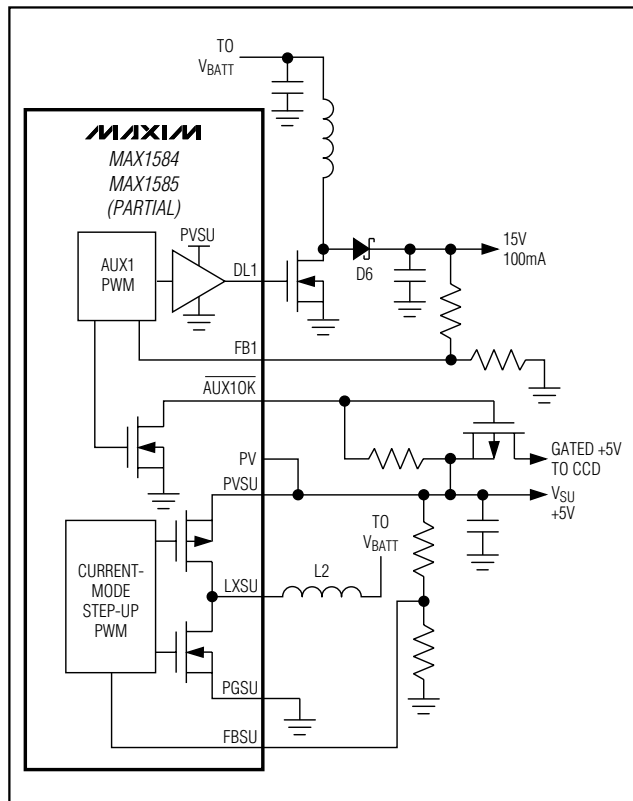 TO
VBATT
MAXIM
MAX1584
MAX1585
(PARTIAL)
PVSU
AUX1
PWM
DL1
D6
15V
100mA
FB1
AUX1OK
PV
PVSU
GATED +5V
TO CCD
VSU
+5V
TO
VBATT
CURRENT-
MODE
STEP-UP
PWM
LXSU
L2
PGSU
FBSU